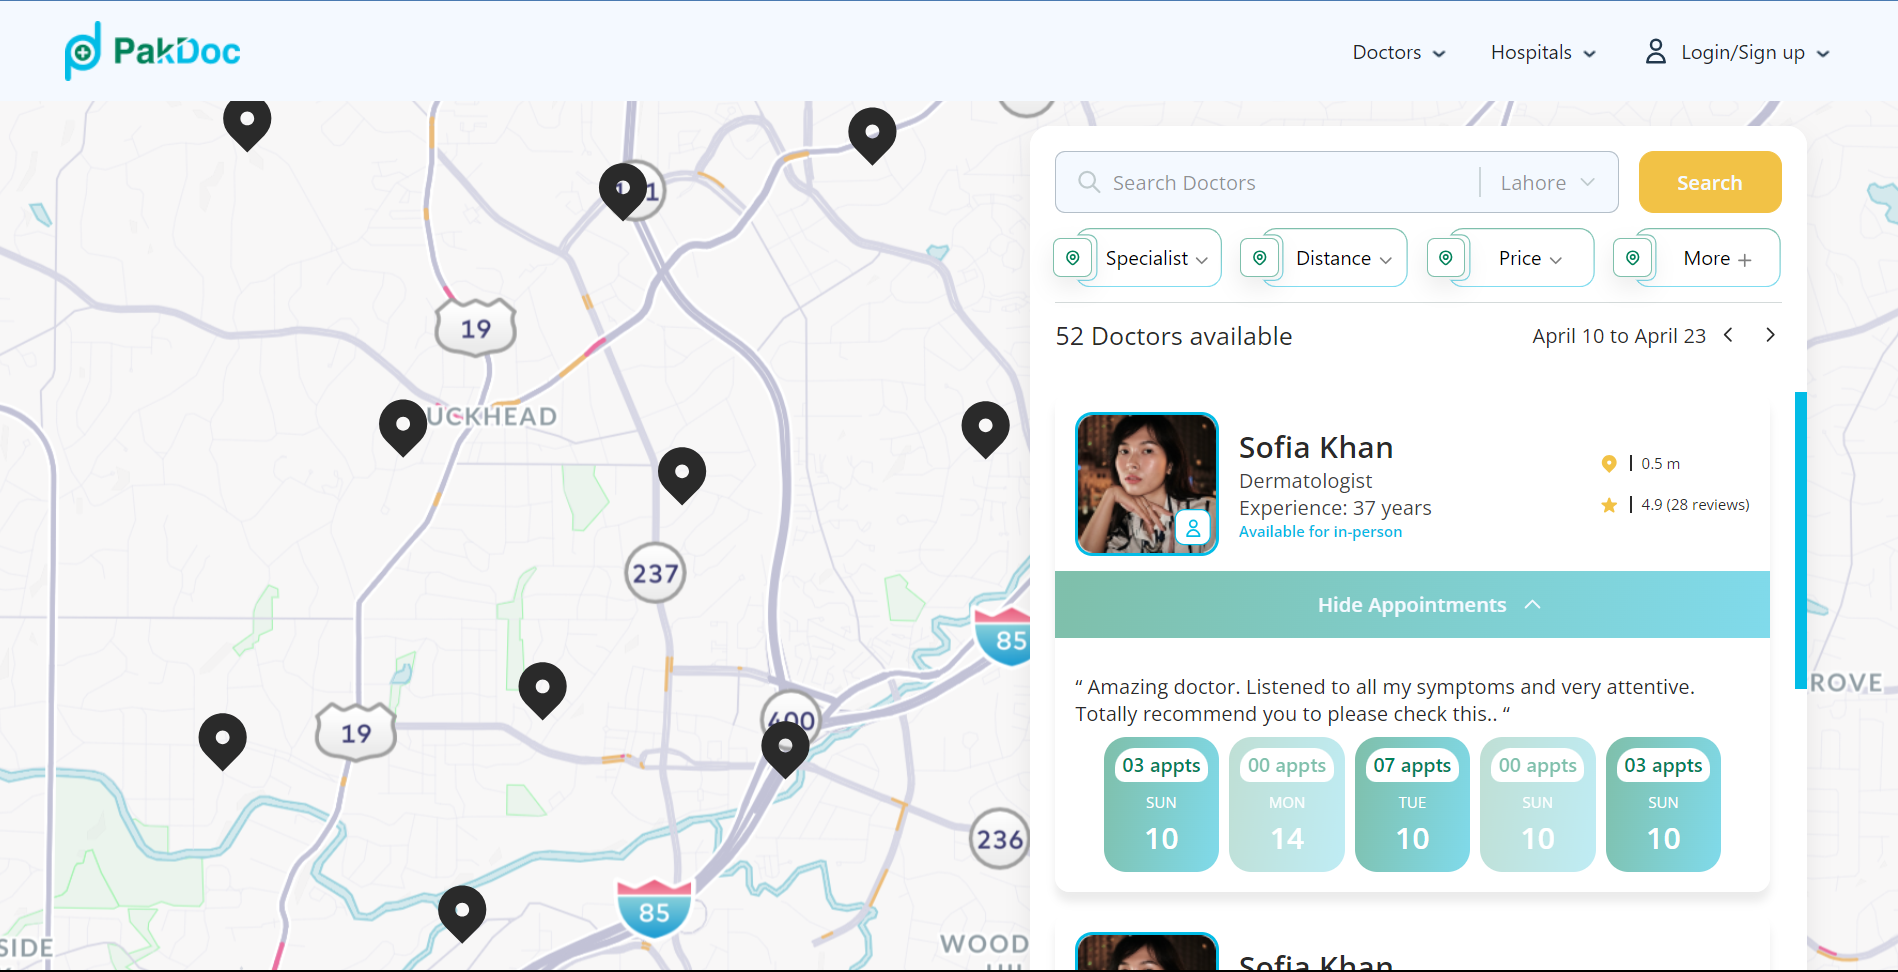 PakDoc
Doctors
Hospitals
Login/Sign up
Search Doctors
Lahore
Search
Specialist
Distance
Price
More
52 Doctors available
April 10 to April 23
Sofia Khan
Dermatologist
Experience: 37 years
Available for in-person
0.5 m
4.9 (28 reviews)
Hide Appointments
“ Amazing doctor. Listened to all my symptoms and very attentive.
Totally recommend you to please check this.. “
03 appts
SUN
10
00 appts
MON
14
07 appts
TUE
10
00 appts
SUN
10
03 appts
SUN
10
Sofia Khan
19
UCKHEAD
237
85
400
19
236
85
WOOD
SIDE
ROVE